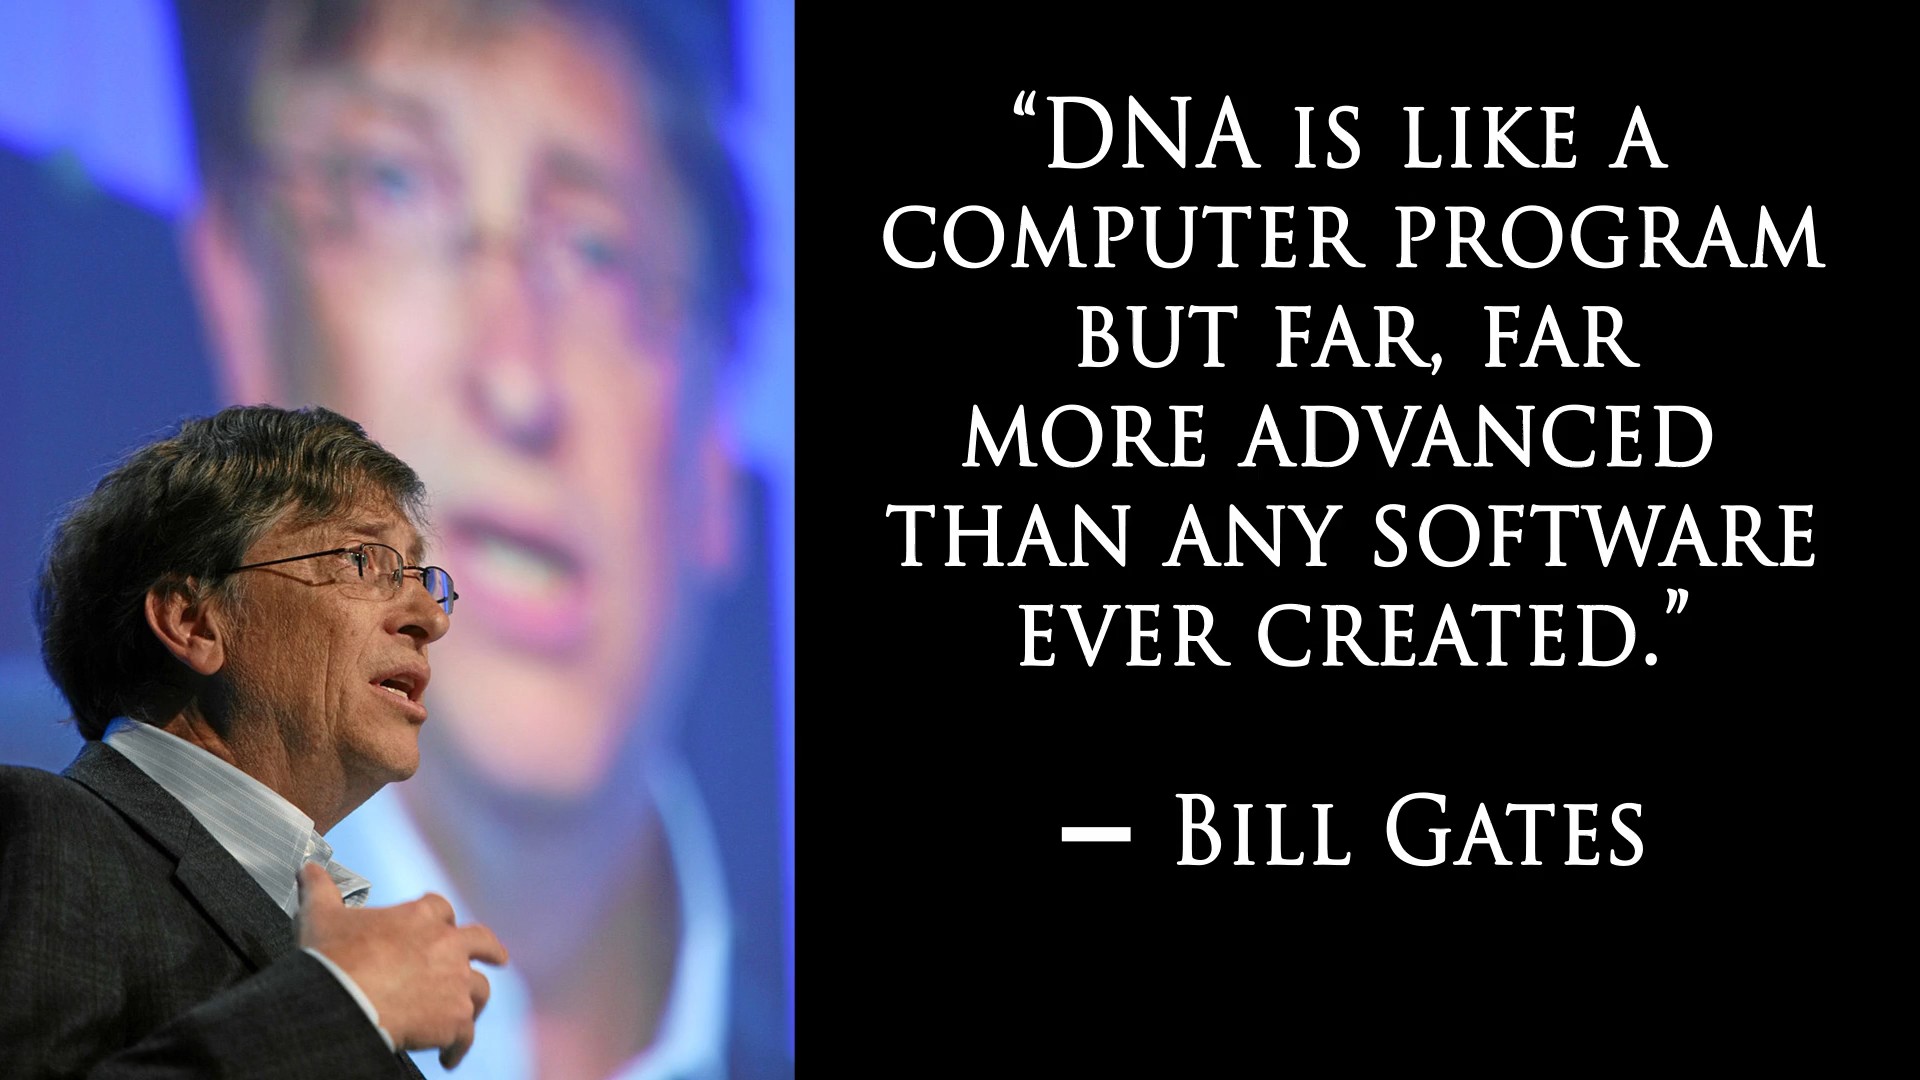 “DNA IS LIKE A
COMPUTER PROGRAM
BUT FAR, FAR
MORE ADVANCED
THAN ANY SOFTWARE
EVER CREATED.”
– BILL GATES